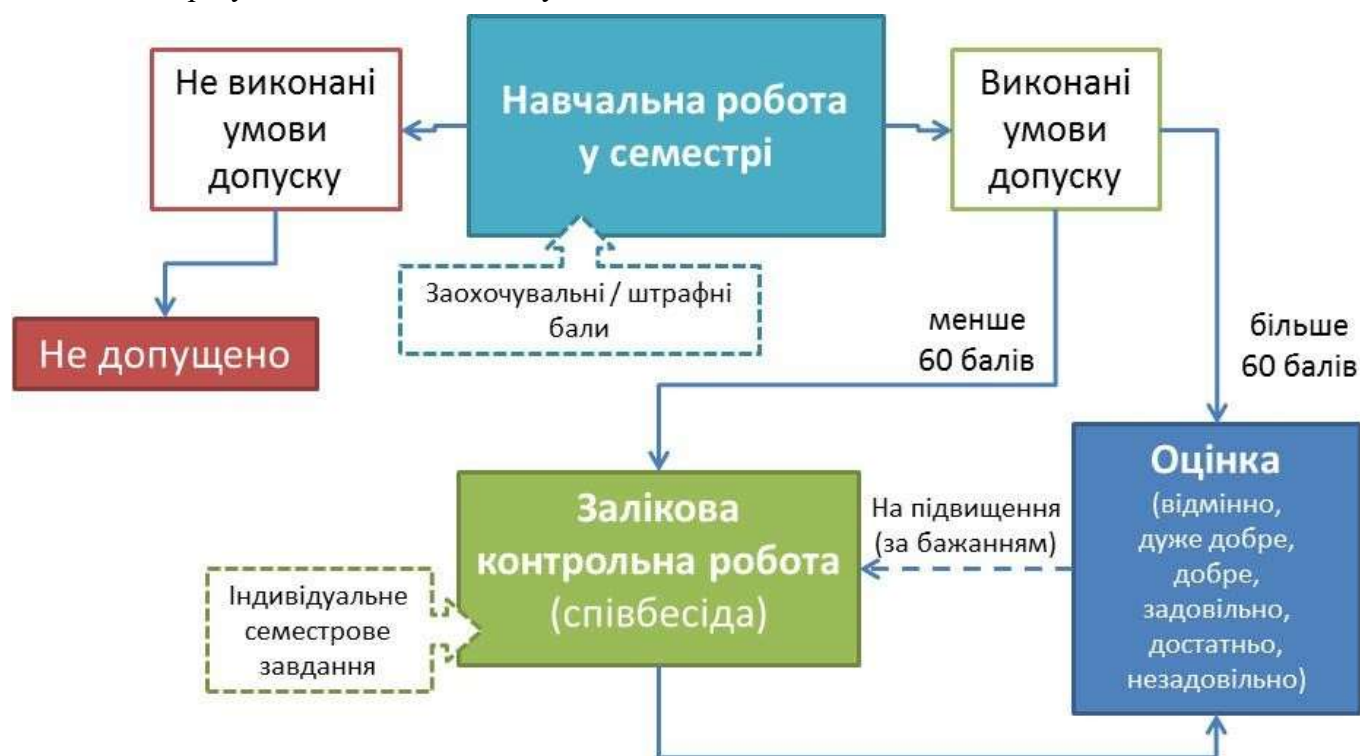 Не виконані
умови
допуску
Навчальна робота
у семестрі
Виконані
умови
допуску
Заохочувальні / штрафні
бали
Не допущено
менше
60 балів
більше
60 балів
Залікова
контрольна робота
(співбесіда)
На підвищення
(за бажанням)
Оцінка
(відмінно,
дуже добре,
добре,
задовільно,
достатньо,
незадовільно)
Індивідуальне
семестрове
завдання